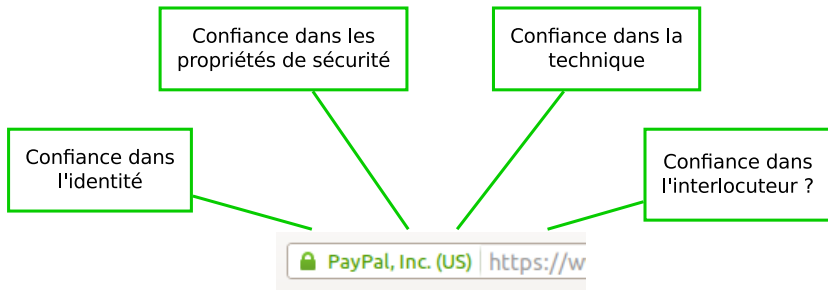 Confiance dans les
propriétés de sécurité
Confiance dans la
technique
Confiance dans
l'identité
Confiance dans
l'interlocuteur ?
PayPal, Inc. (US) https://w